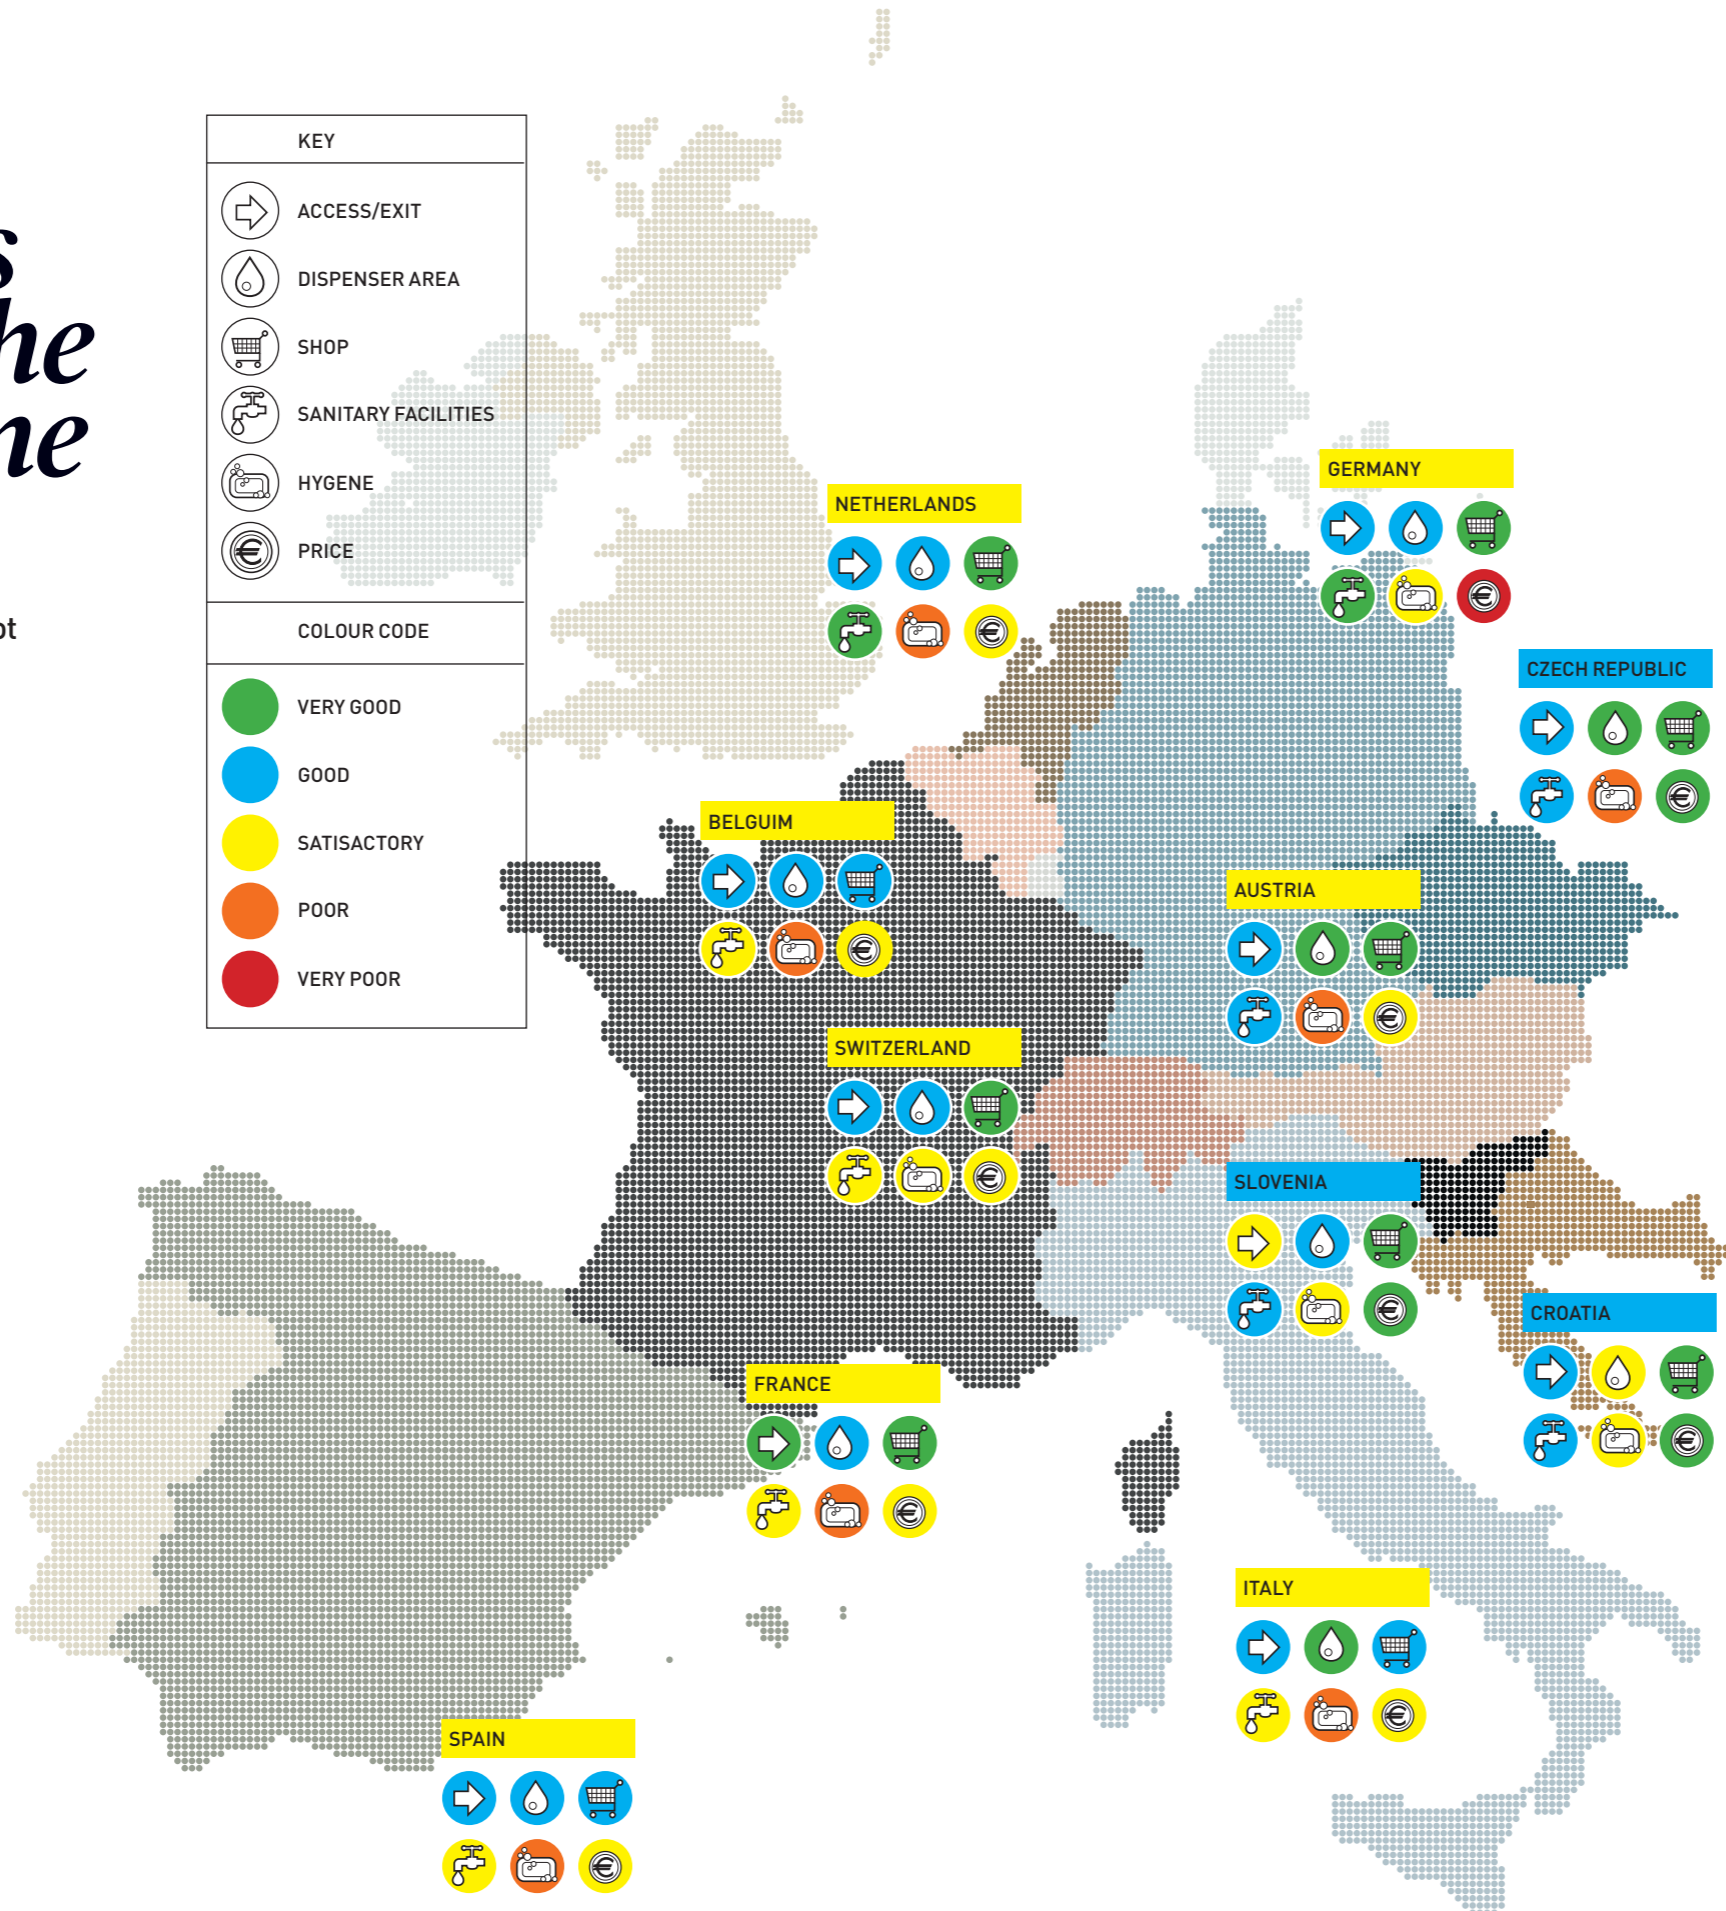 s
he
ne
ot
KEY
ACCESS/EXIT
DISPENSER AREA
SHOP
SANITARY FACILITIES
HYGENE
PRICE
COLOUR CODE
VERY GOOD
GOOD
SATISACTORY
POOR
VERY POOR
NETHERLANDS
GERMANY
CZECH REPUBLIC
BELGUIM
AUSTRIA
SWITZERLAND
SLOVENIA
CROATIA
FRANCE
ITALY
SPAIN